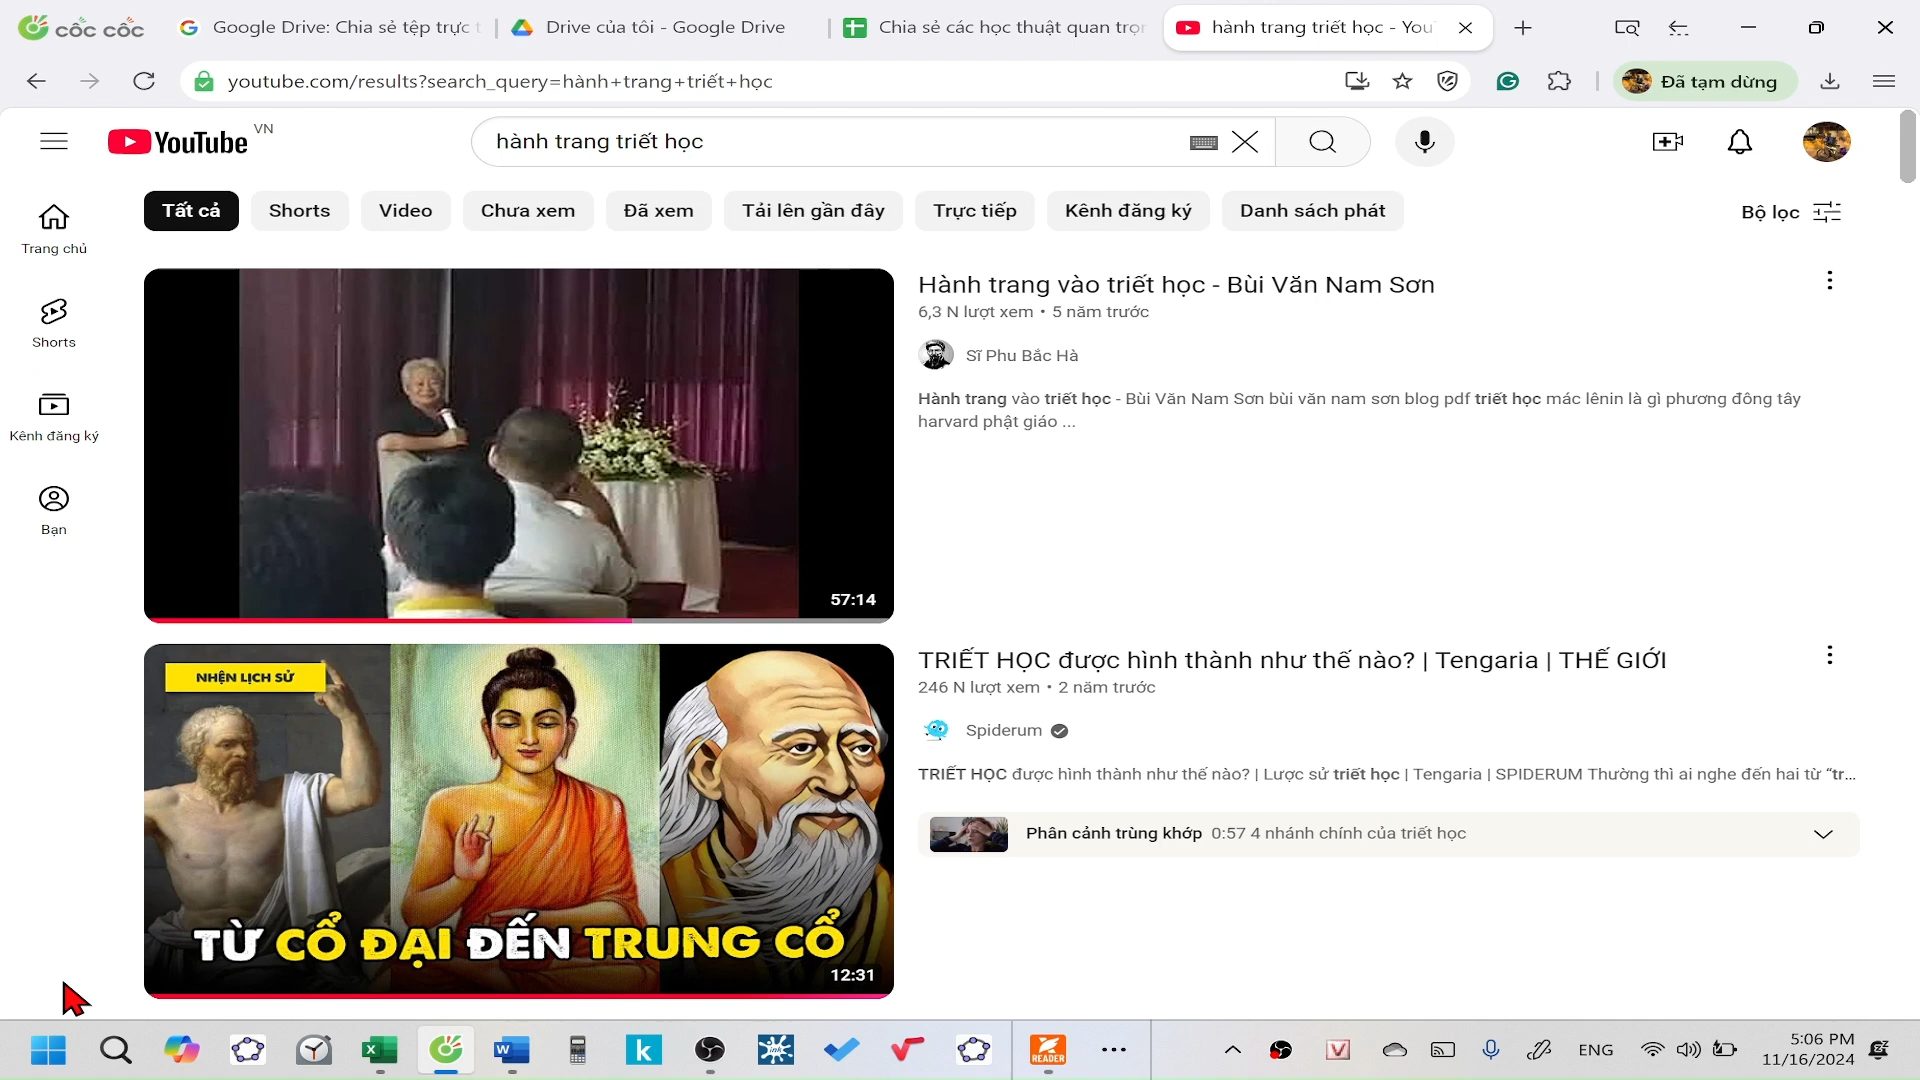 cốc cốc
Google Drive: Chia sẻ tệp trực t
Drive của tôi - Google Drive
Chia sẻ các học thuật quan trọn
hành trang triết học - You
youtube.com/results?search_query=hành+trang+triết+học
Đã tạm dừng
YouTube VN
hành trang triết học
Tất cả
Shorts
Video
Chưa xem
Đã xem
Tải lên gần đây
Trực tiếp
Kênh đăng ký
Danh sách phát
Bộ lọc
Trang chủ
Shorts
Kênh đăng ký
Bạn
57:14
Hành trang vào triết học - Bùi Văn Nam Sơn
6,3 N lượt xem • 5 năm trước
Sĩ Phu Bắc Hà
Hành trang vào triết học - Bùi Văn Nam Sơn bùi văn nam sơn blog pdf triết học mác lênin là gì phương đông tây
harvard phật giáo ...
NHỆN LỊCH SỬ
TỪ CỔ ĐẠI ĐẾN TRUNG CỔ
12:31
TRIẾT HỌC được hình thành như thế nào? | Tengaria | THẾ GIỚI
246 N lượt xem • 2 năm trước
Spiderum
TRIẾT HỌC được hình thành như thế nào? | Lược sử triết học | Tengaria | SPIDERUM Thường thì ai nghe đến hai từ “tr...
Phân cảnh trùng khớp 0:57 4 nhánh chính của triết học
k
ink
READER
ENG
5:06 PM
11/16/2024